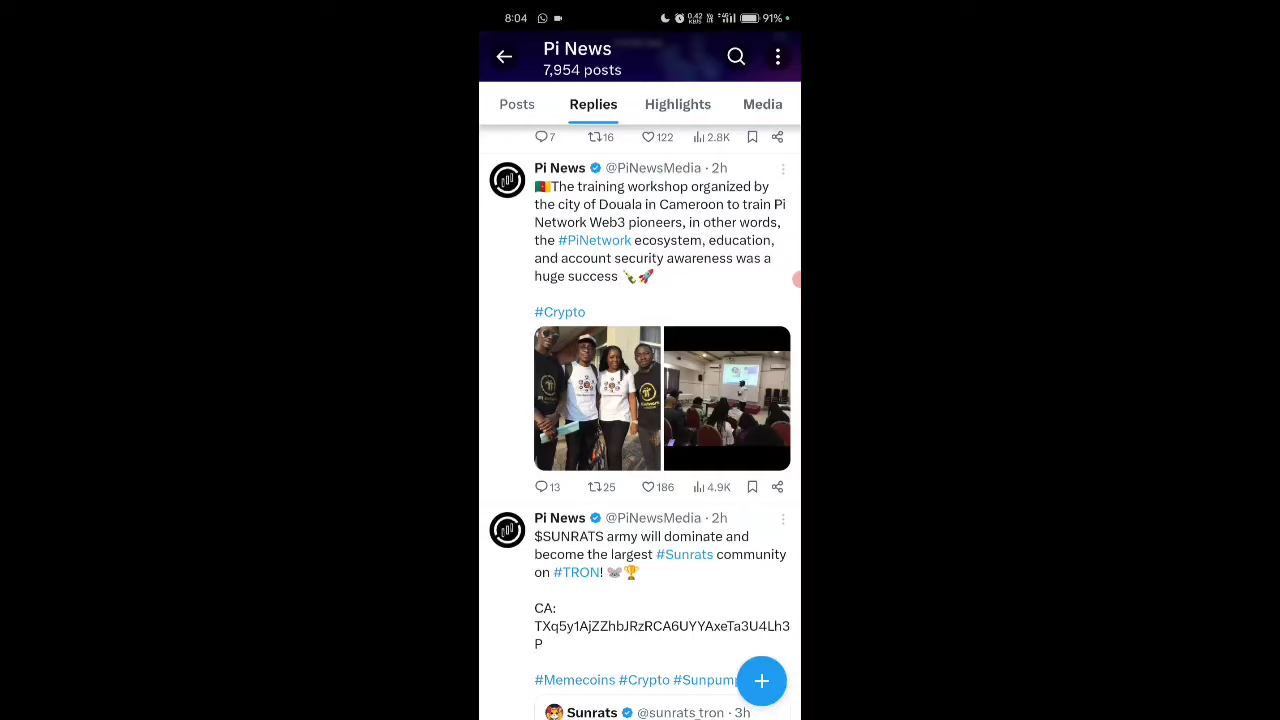 8:04 0.42 KB/S 4G 91%
Pi News
7,954 posts
Posts Replies Highlights Media
7 16 122 2.8K
Pi News @PiNewsMedia · 2h
🇨🇲The training workshop organized by
the city of Douala in Cameroon to train Pi
Network Web3 pioneers, in other words,
the #PiNetwork ecosystem, education,
and account security awareness was a
huge success 🍾🚀
#Crypto
13 25 186 4.9K
Pi News @PiNewsMedia · 2h
$SUNRATS army will dominate and
become the largest #Sunrats community
on #TRON! 🐭🏆
CA:
TXq5y1AjZZhbJRzRCA6UYYAxeTa3U4Lh3
P
#Memecoins #Crypto #Sunpump
Sunrats @sunrats_tron · 3h